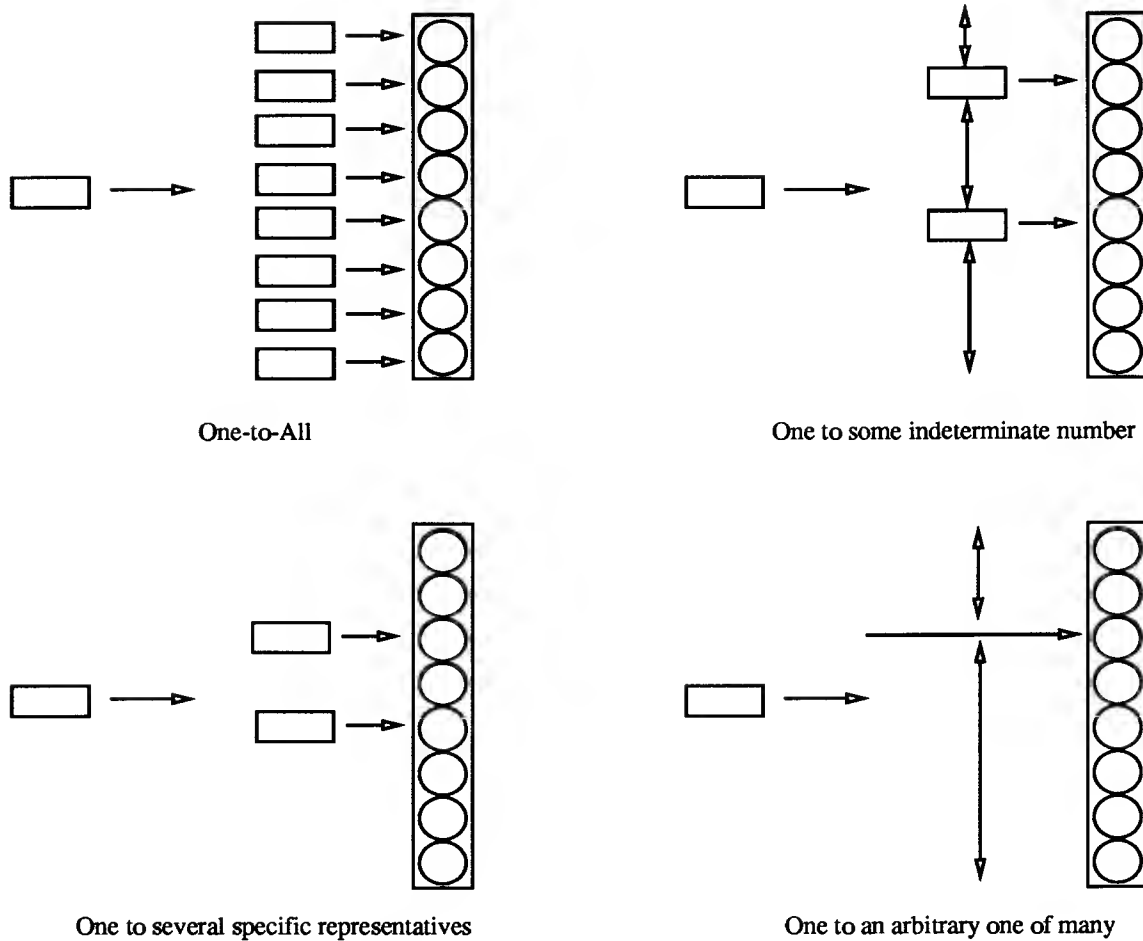 One-to-All
One to some indeterminate number
One to several specific representatives
One to an arbitrary one of many